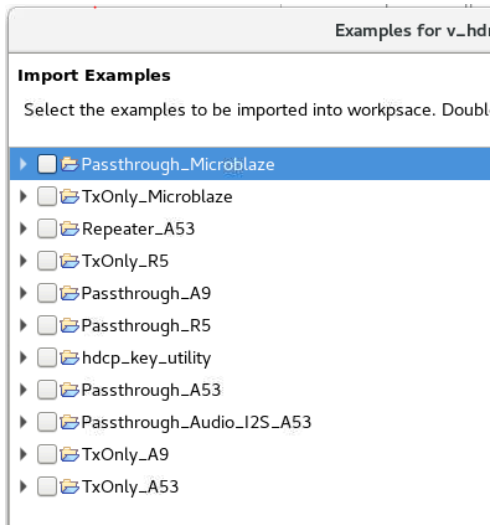 Examples for v_hdm
Import Examples
Select the examples to be imported into workpsace. Doubl
Passthrough_Microblaze
TxOnly_Microblaze
Repeater_A53
TxOnly_R5
Passthrough_A9
Passthrough_R5
hdcp_key_utility
Passthrough_A53
Passthrough_Audio_I2S_A53
TxOnly_A9
TxOnly_A53